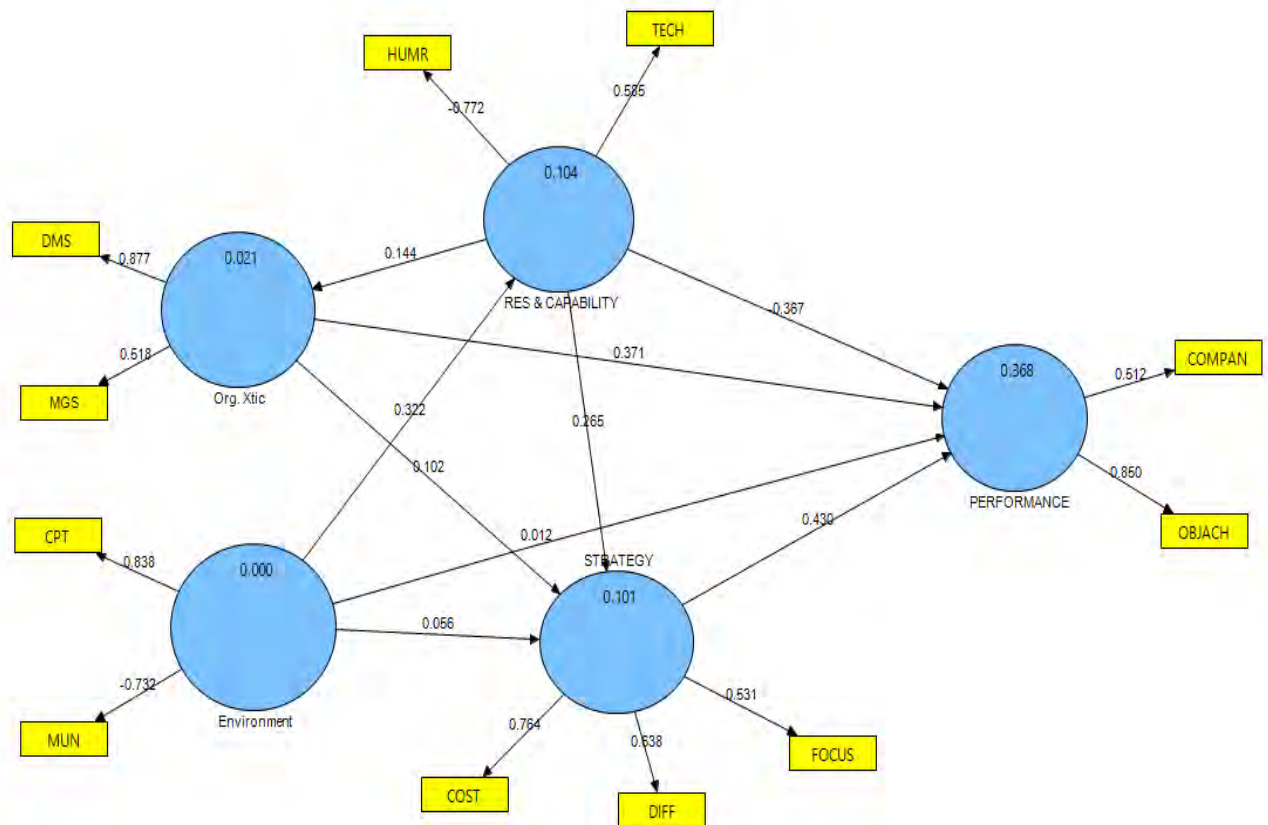 TECH
HUMR
0.585
-0.772
0.104
DMS
0.877
0.021
0.144
RES & CAPABILITY
-0.367
0.518
0.371
MGS
Org. Xtic
0.322
0.265
0.368
0.512
COMPAN
0.102
0.850
PERFORMANCE
CPT
0.838
0.430
OBJACH
0.012
0.000
STRATEGY
0.101
0.056
-0.732
0.531
MUN
Environment
0.764
0.638
FOCUS
COST
DIFF